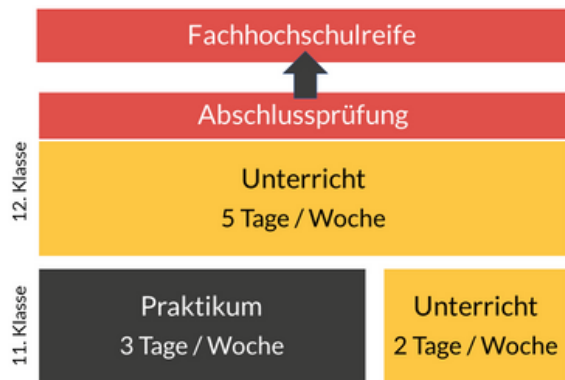 Fachhochschulreife
Abschlussprüfung
12. Klasse
Unterricht
5 Tage / Woche
11. Klasse
Praktikum
3 Tage / Woche
Unterricht
2 Tage / Woche